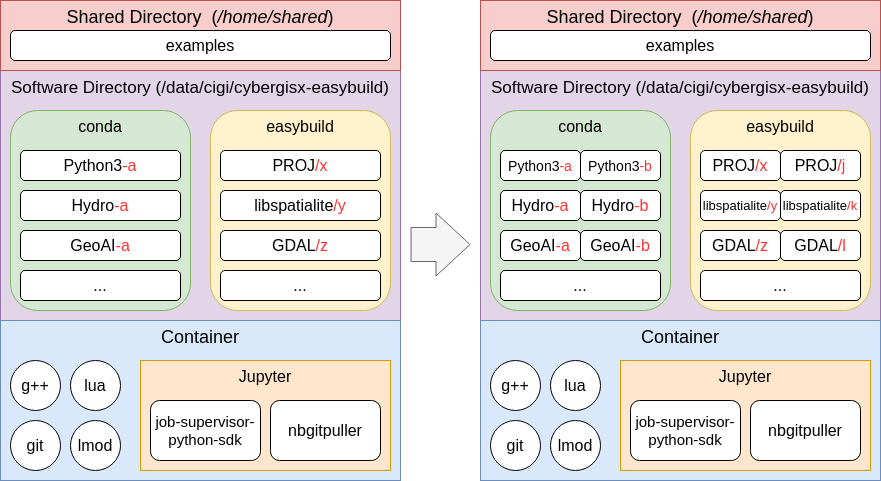 Shared Directory (/home/shared)
examples
Software Directory (/data/cigi/cybergisx-easybuild)
conda
Python3-a
Hydro-a
GeoAI-a
...
easybuild
PROJ/x
libspatialite/y
GDAL/z
...
Container
g++
lua
git
lmod
Jupyter
job-supervisor-
python-sdk
nbgitpuller
Shared Directory (/home/shared)
examples
Software Directory (/data/cigi/cybergisx-easybuild)
conda
Python3-a
Python3-b
Hydro-a
Hydro-b
GeoAI-a
GeoAI-b
...
easybuild
PROJ/x
PROJ/j
libspatialite/y
libspatialite/k
GDAL/z
GDAL/l
...
Container
g++
lua
git
lmod
Jupyter
job-supervisor-
python-sdk
nbgitpuller